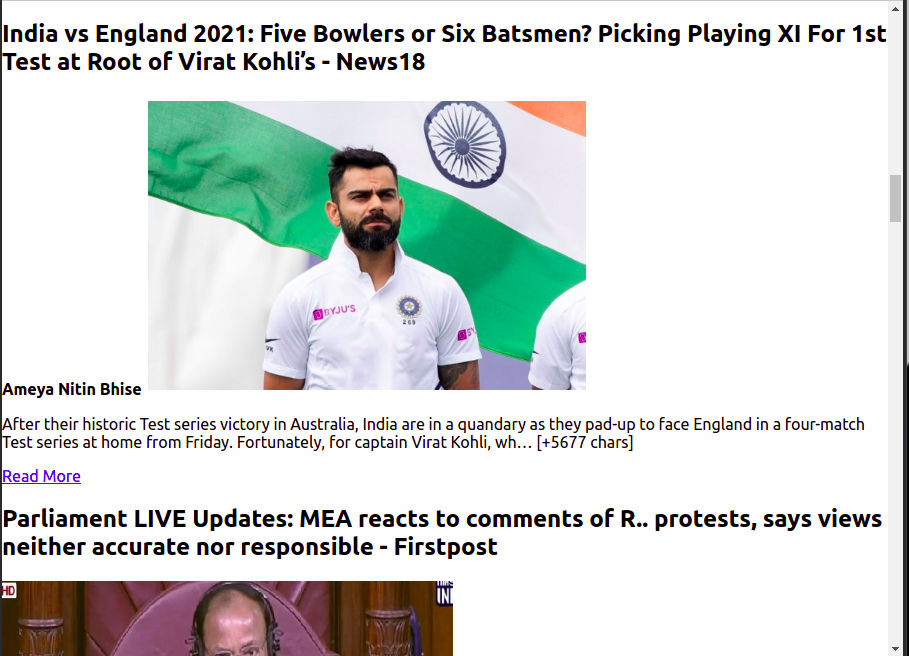 India vs England 2021: Five Bowlers or Six Batsmen? Picking Playing XI For 1st
Test at Root of Virat Kohli’s - News18
BYJU'S
269
VK
Ameya Nitin Bhise
After their historic Test series victory in Australia, India are in a quandary as they pad-up to face England in a four-match
Test series at home from Friday. Fortunately, for captain Virat Kohli, wh… [+5677 chars]
Read More
Parliament LIVE Updates: MEA reacts to comments of R.. protests, says views
neither accurate nor responsible - Firstpost
HD